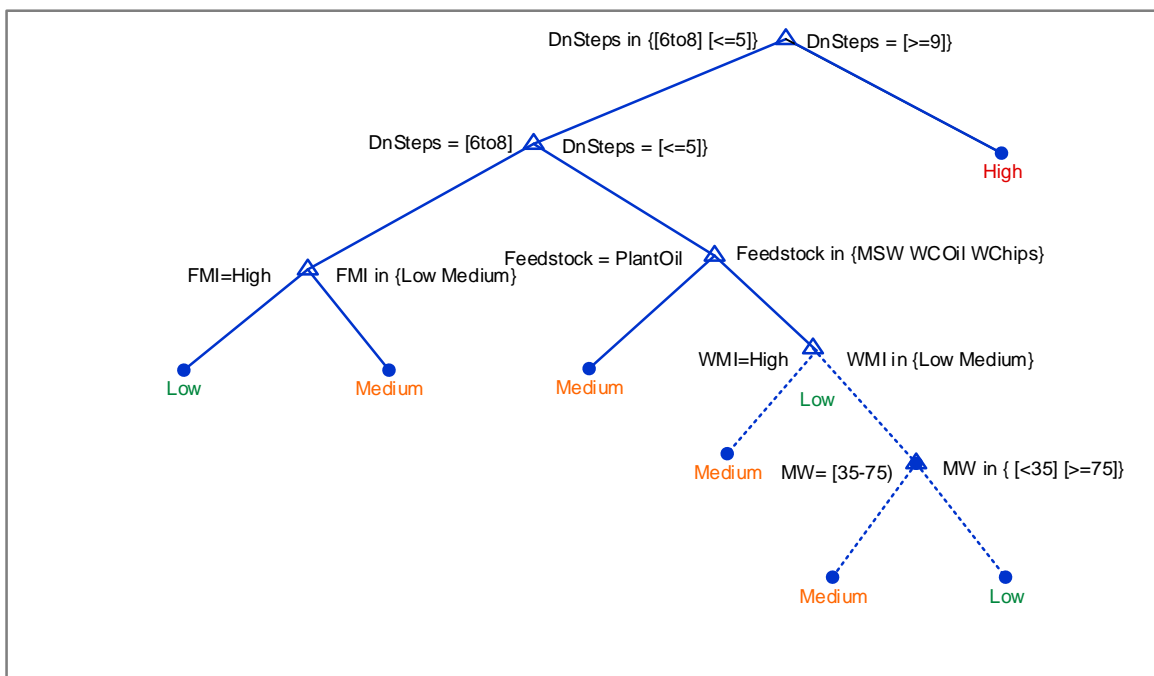 DnSteps in {[6to8] [<=5]}
DnSteps = [>=9]}
DnSteps = [6to8]
DnSteps = [<=5]}
High
FMI=High
FMI in {Low Medium}
Feedstock = PlantOil
Feedstock in {MSW WCOil WChips}
Low
Medium
Medium
WMI=High
WMI in {Low Medium}
Low
Medium
MW= [35-75)
MW in { [<35] [>=75]}
Medium
Low